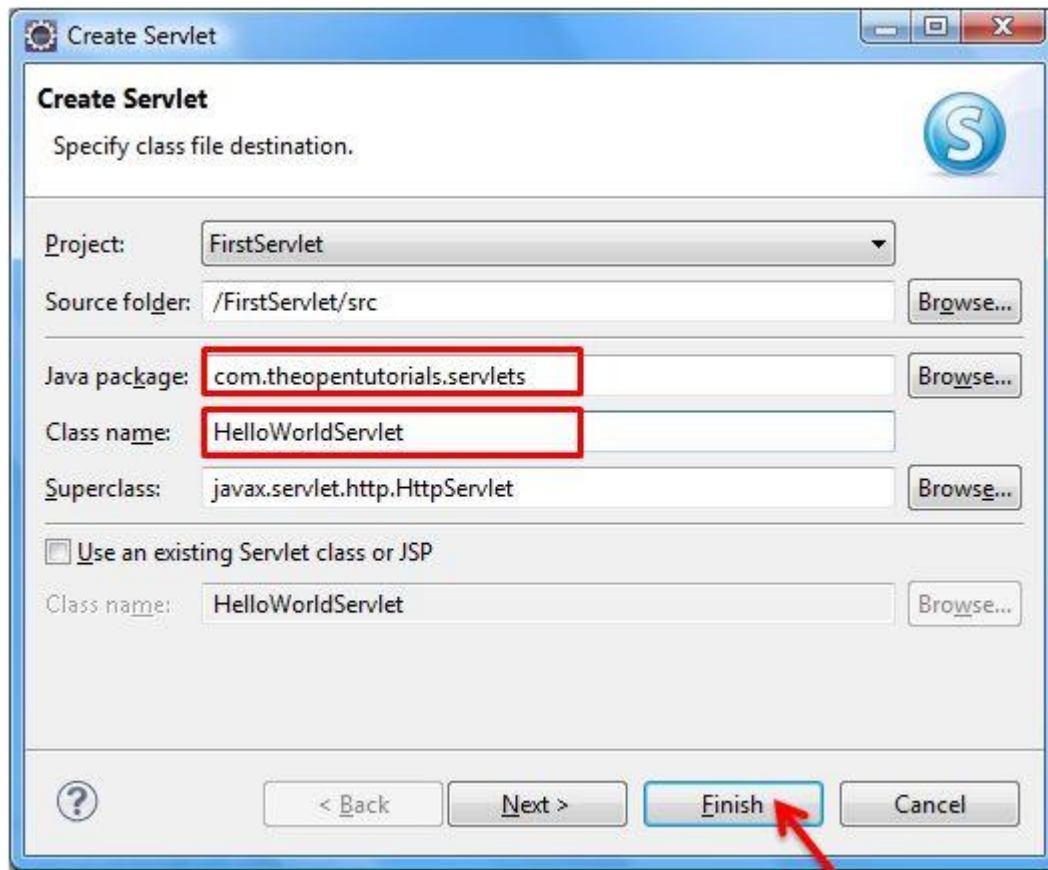 Create Servlet
Create Servlet
Specify class file destination.
S
Project: FirstServlet
Source folder: /FirstServlet/src Browse...
Java package: com.theopentutorials.servlets Browse...
Class name: HelloWorldServlet
Superclass: javax.servlet.http.HttpServlet Browse...
Use an existing Servlet class or JSP
Class name: HelloWorldServlet Browse...
? < Back Next > Finish Cancel